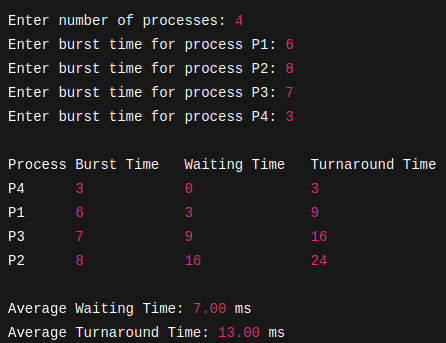 Enter number of processes: 4
Enter burst time for process P1: 6
Enter burst time for process P2: 8
Enter burst time for process P3: 7
Enter burst time for process P4: 3

Process Burst Time   Waiting Time   Turnaround Time
P4      3            0              3
P1      6            3              9
P3      7            9              16
P2      8            16             24

Average Waiting Time: 7.00 ms
Average Turnaround Time: 13.00 ms